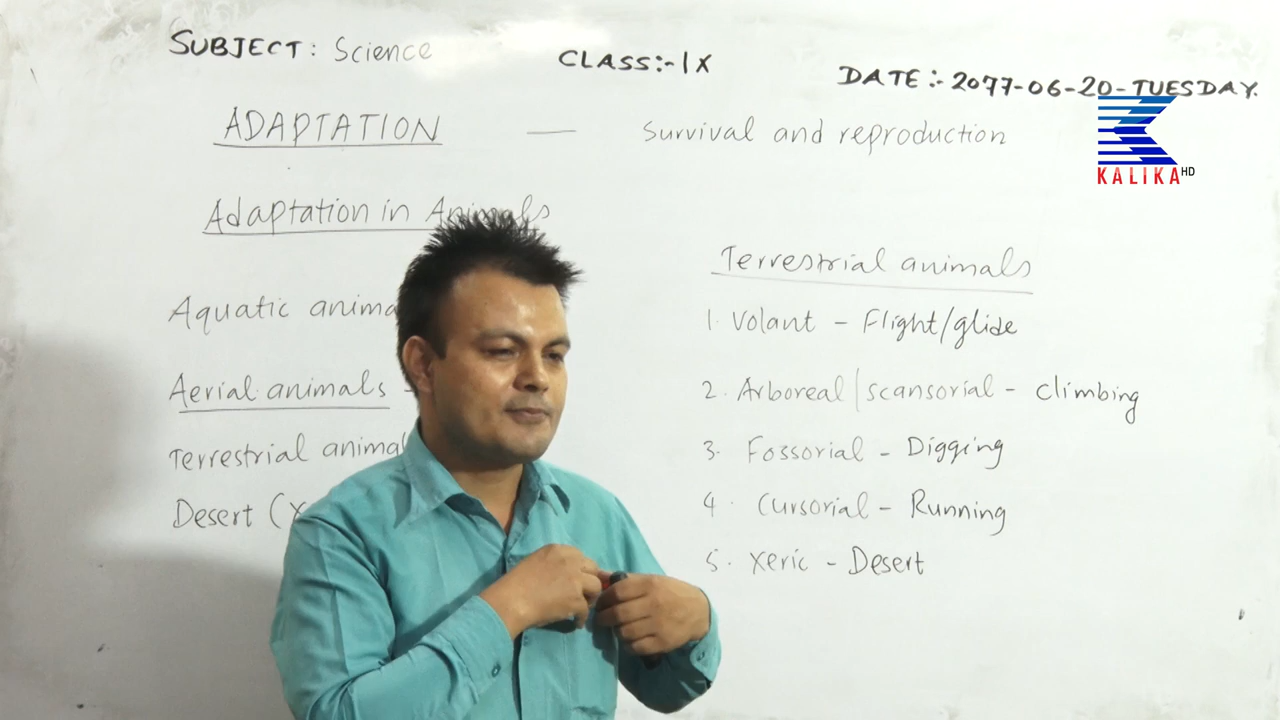 SUBJECT: Science
CLASS:-IX
DATE:- 2077-06-20-TUESDAY.
KALIKA HD
ADAPTATION — survival and reproduction
Adaptation in Animals
Aquatic
Aerial animals
Terrestrial
Desert
Terrestrial animals
1. Volant - Flight/glide
2. Arboreal/scansorial - climbing
3. Fossorial - Digging
4 Cursorial - Running
5. Xeric - Desert